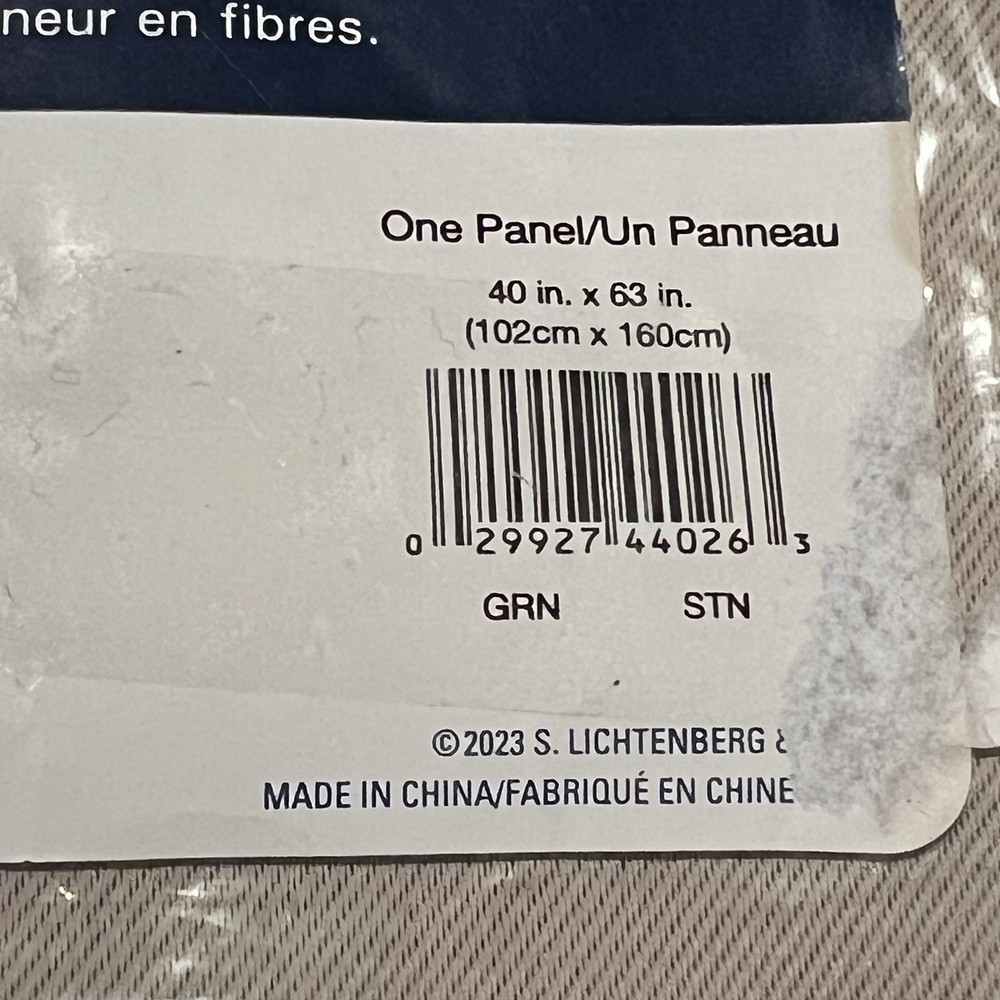 neur en fibres.
One Panel/Un Panneau
40 in. x 63 in.
(102cm x 160cm)
0 29927 44026 3
GRN STN
©2023 S. LICHTENBERG &
MADE IN CHINA/FABRIQUÉ EN CHINE